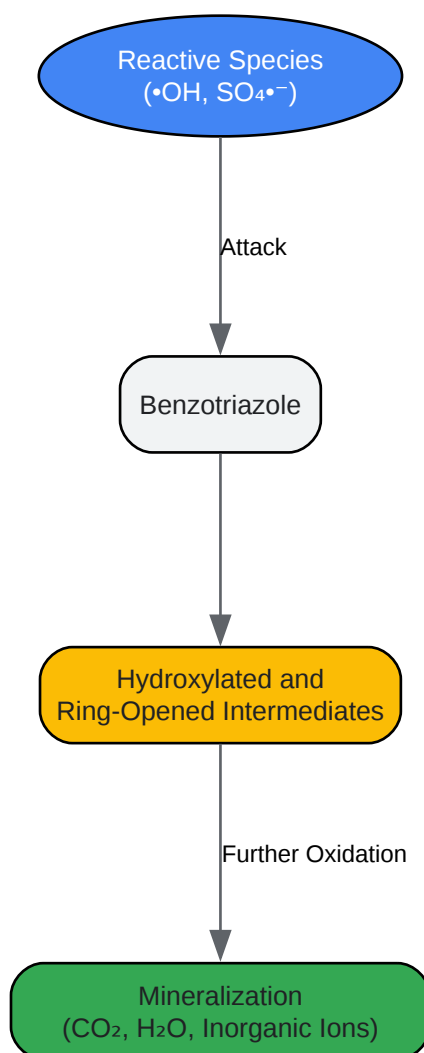 Reactive Species
(•OH, SO₄•⁻)
Attack
Benzotriazole
Hydroxylated and
Ring-Opened Intermediates
Further Oxidation
Mineralization
(CO₂, H₂O, Inorganic Ions)